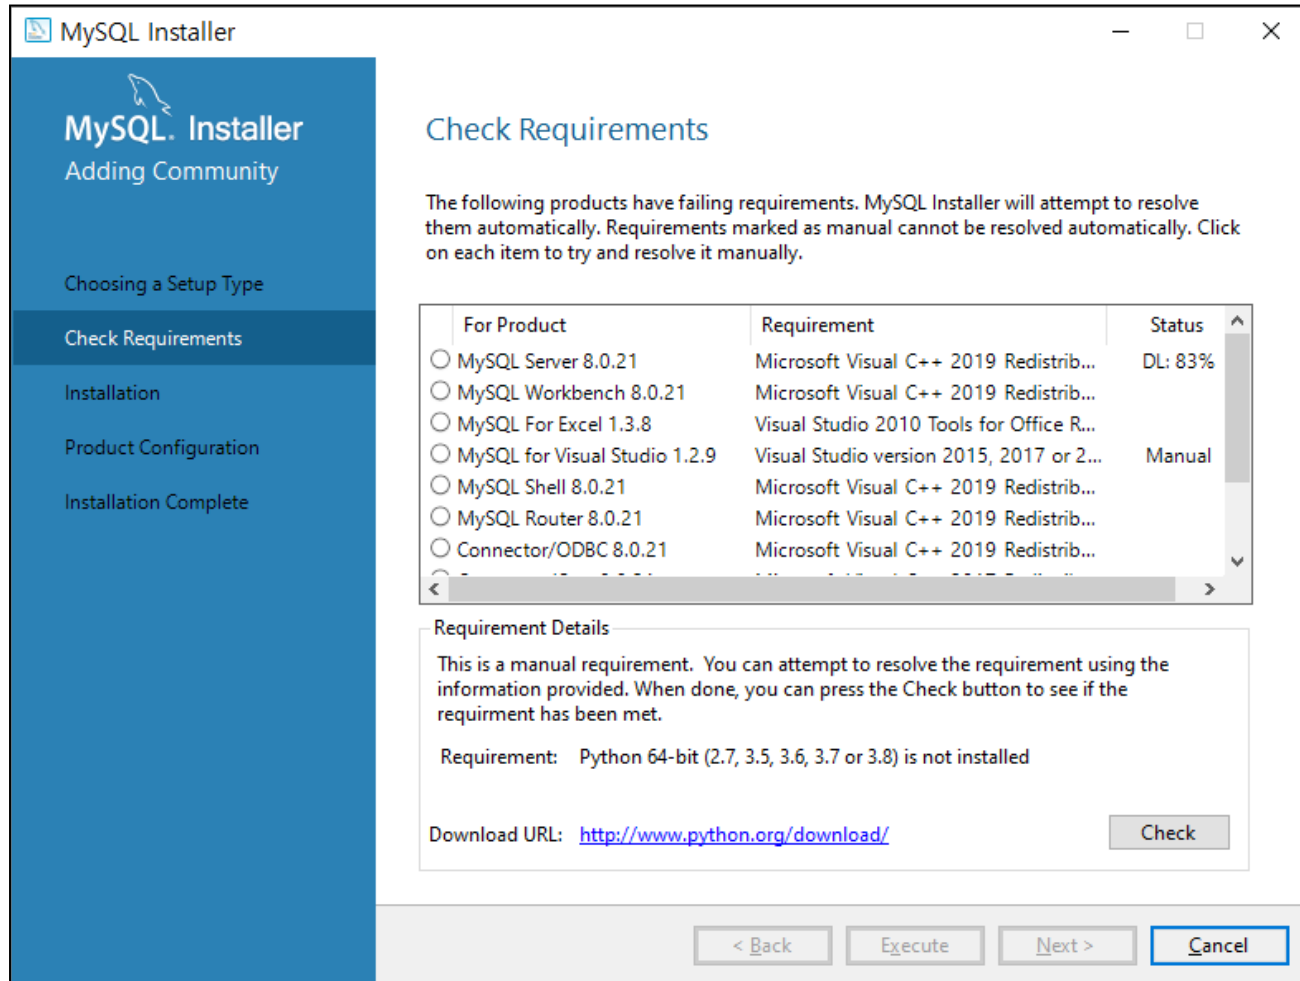 MySQL Installer
MySQL. Installer
Adding Community
Choosing a Setup Type
Check Requirements
Installation
Product Configuration
Installation Complete
Check Requirements
The following products have failing requirements. MySQL Installer will attempt to resolve
them automatically. Requirements marked as manual cannot be resolved automatically. Click
on each item to try and resolve it manually.
For Product Requirement Status
MySQL Server 8.0.21 Microsoft Visual C++ 2019 Redistrib... DL: 83%
MySQL Workbench 8.0.21 Microsoft Visual C++ 2019 Redistrib...
MySQL For Excel 1.3.8 Visual Studio 2010 Tools for Office R...
MySQL for Visual Studio 1.2.9 Visual Studio version 2015, 2017 or 2... Manual
MySQL Shell 8.0.21 Microsoft Visual C++ 2019 Redistrib...
MySQL Router 8.0.21 Microsoft Visual C++ 2019 Redistrib...
Connector/ODBC 8.0.21 Microsoft Visual C++ 2019 Redistrib...
Requirement Details
This is a manual requirement. You can attempt to resolve the requirement using the
information provided. When done, you can press the Check button to see if the
requirment has been met.
Requirement: Python 64-bit (2.7, 3.5, 3.6, 3.7 or 3.8) is not installed
Download URL: http://www.python.org/download/ Check
< Back Execute Next > Cancel